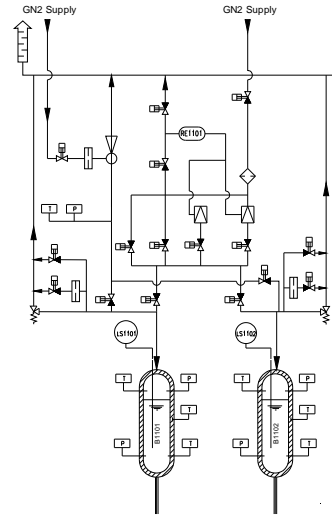 GN2 Supply GN2 Supply
RE1101
T P
LS1101 LS1102
T P T P
B1101 T B1102 T
P T P T